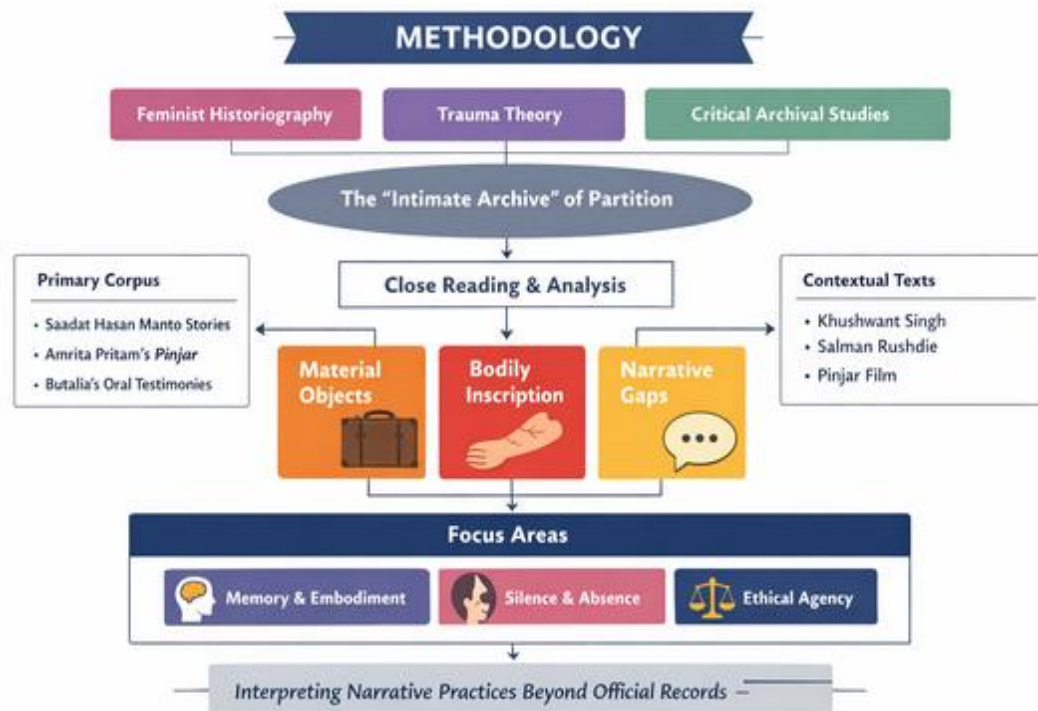 METHODOLOGY
Feminist Historiography
Trauma Theory
Critical Archival Studies
The “Intimate Archive” of Partition
Close Reading & Analysis
Primary Corpus
• Saadat Hasan Manto Stories
• Amrita Pritam’s Pinjar
• Butalia’s Oral Testimonies
Contextual Texts
• Khushwant Singh
• Salman Rushdie
• Pinjar Film
Material
Objects
Bodily
Inscription
Narrative
Gaps
Focus Areas
Memory & Embodiment
Silence & Absence
Ethical Agency
Interpreting Narrative Practices Beyond Official Records